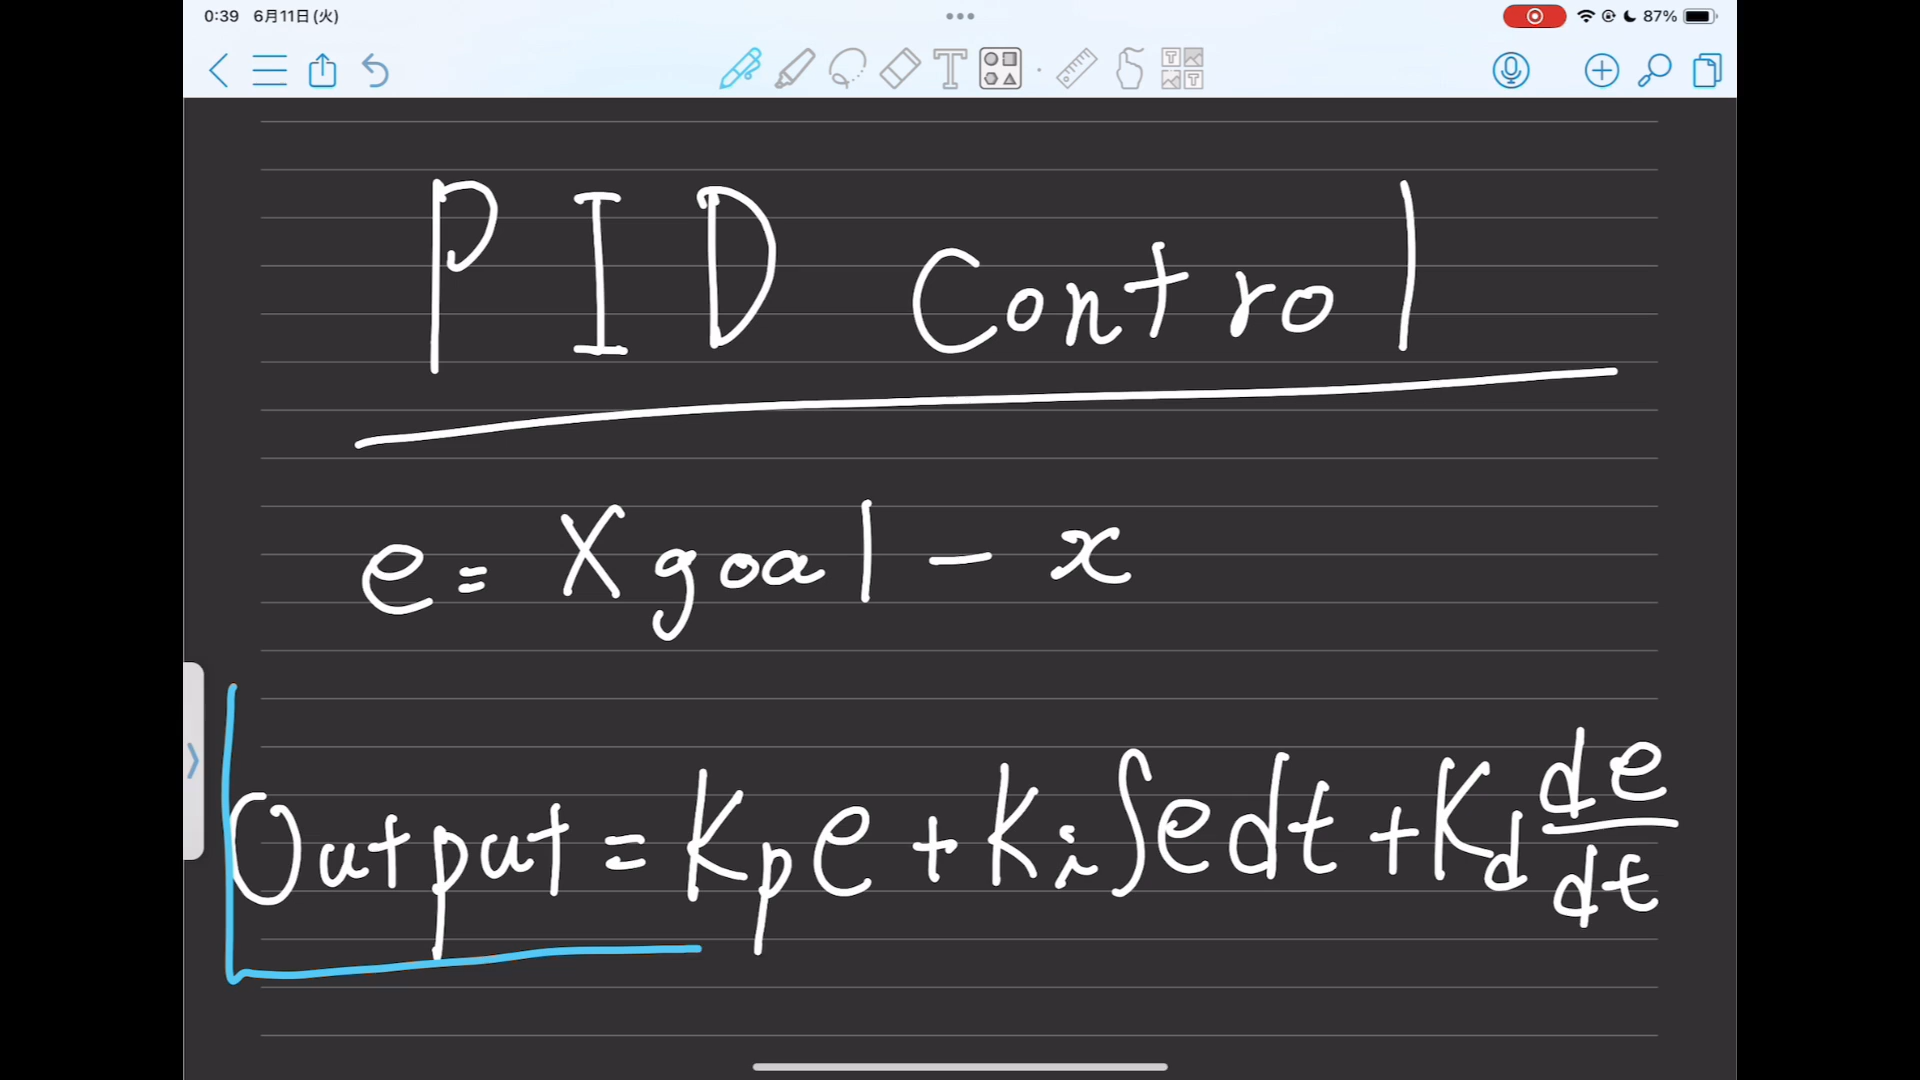 0:39 6月11日(火) 87%
PID Control
e = Xgoal - x
Output = Kpe + Ki∫edt + Kd de/dt